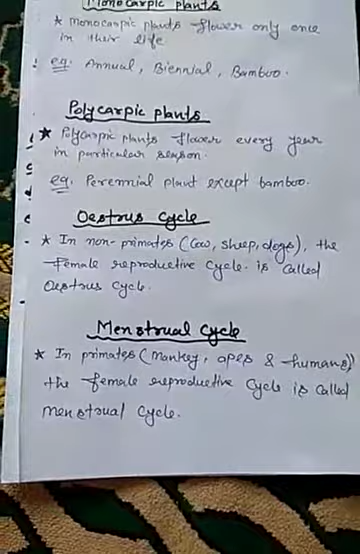 Monocarpic plants
* Monocarpic plants flower only once
in their life
eg. Annual, Biennial, Bamboo.
Polycarpic plants
* Polycarpic plants flower every year
in particular season.
eg. Perennial plant except bamboo.
Oestrus Cycle
* In non-primates (Cow, sheep, dogs), the
Female reproductive cycle is called
Oestrus Cycle.
Menstrual Cycle
* In primates (Monkey, apes & humans)
the female reproductive Cycle is Called
menstrual Cycle.